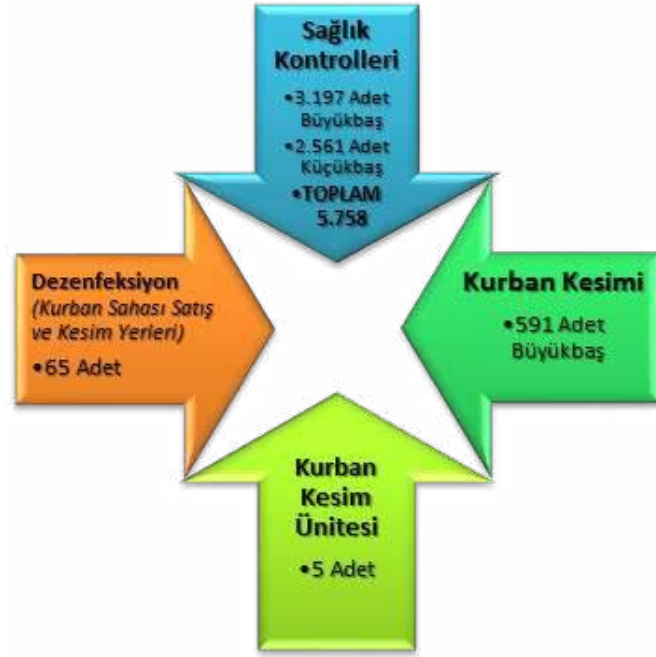 Sağlık
Kontrolleri
•3.197 Adet
Büyükbaş
•2.561 Adet
Küçükbaş
•TOPLAM
5.758
Dezenfeksiyon
(Kurban Sahası Satış
ve Kesim Yerleri)
•65 Adet
Kurban Kesimi
•591 Adet
Büyükbaş
Kurban
Kesim
Ünitesi
•5 Adet